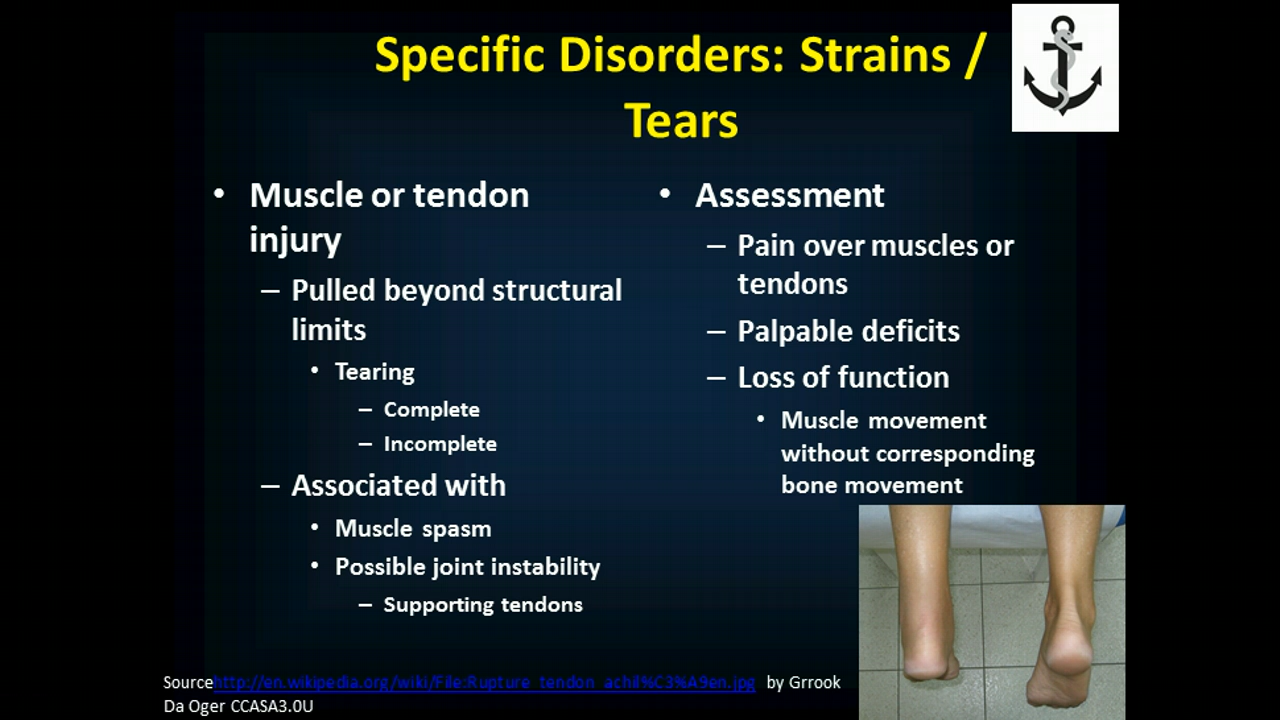 Specific Disorders: Strains /
Tears
• Muscle or tendon
injury
– Pulled beyond structural
limits
• Tearing
– Complete
– Incomplete
– Associated with
• Muscle spasm
• Possible joint instability
– Supporting tendons
• Assessment
– Pain over muscles or
tendons
– Palpable deficits
– Loss of function
• Muscle movement
without corresponding
bone movement
Sourcehttp://en.wikipedia.org/wiki/File:Rupture_tendon_achil%C3%A9en.jpg by Grrook
Da Oger CCASA3.0U